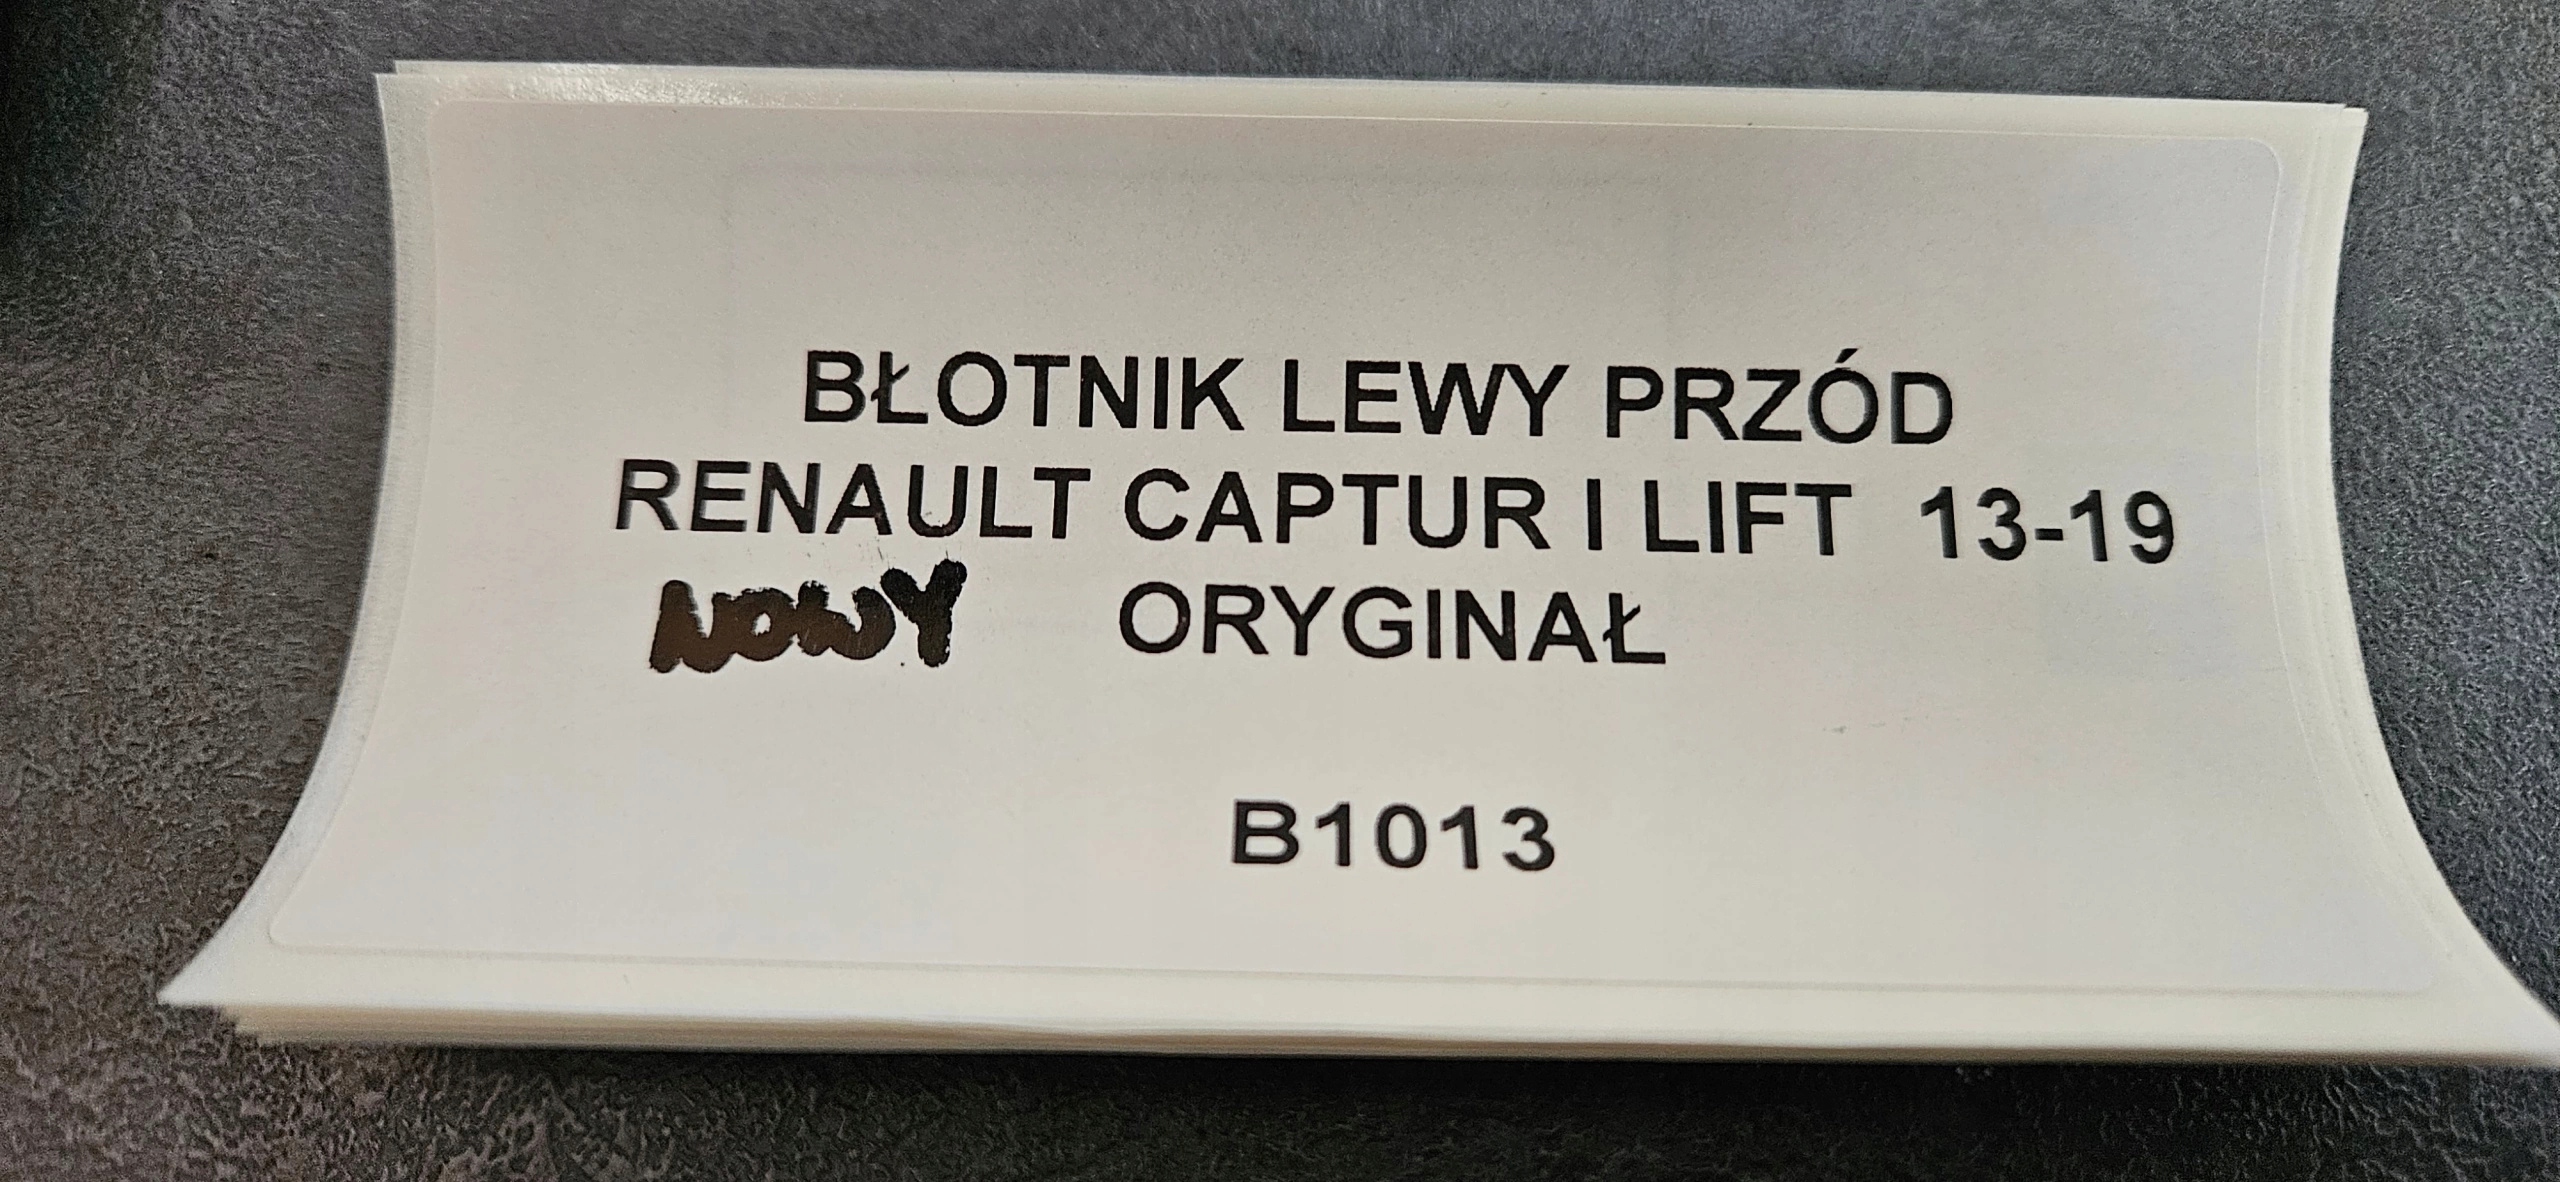 BŁOTNIK LEWY PRZÓD
RENAULT CAPTUR I LIFT 13-19
NOWY ORYGINAŁ
B1013